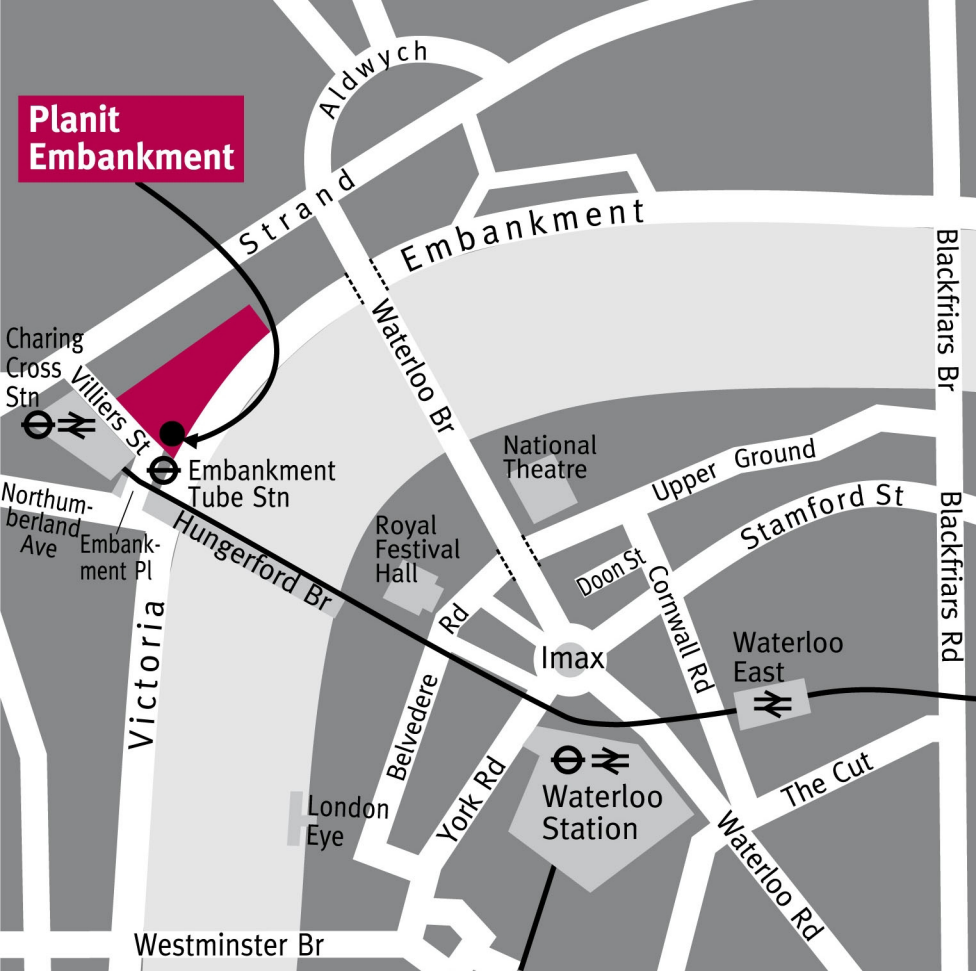 Aldwych
Planit
Embankment
Strand
Embankment
Blackfriars Br
Waterloo Br
Charing
Cross
Stn
Villiers St
National
Theatre
Upper Ground
Embankment
Tube Stn
Stamford St
Blackfriars Rd
Northum-
berland
Ave
Embank-
ment Pl
Hungerford Br
Royal
Festival
Hall
Doon St
Cornwall Rd
Victoria
Belvedere Rd
Imax
Waterloo
East
York Rd
Waterloo
Station
The Cut
London
Eye
Waterloo Rd
Westminster Br